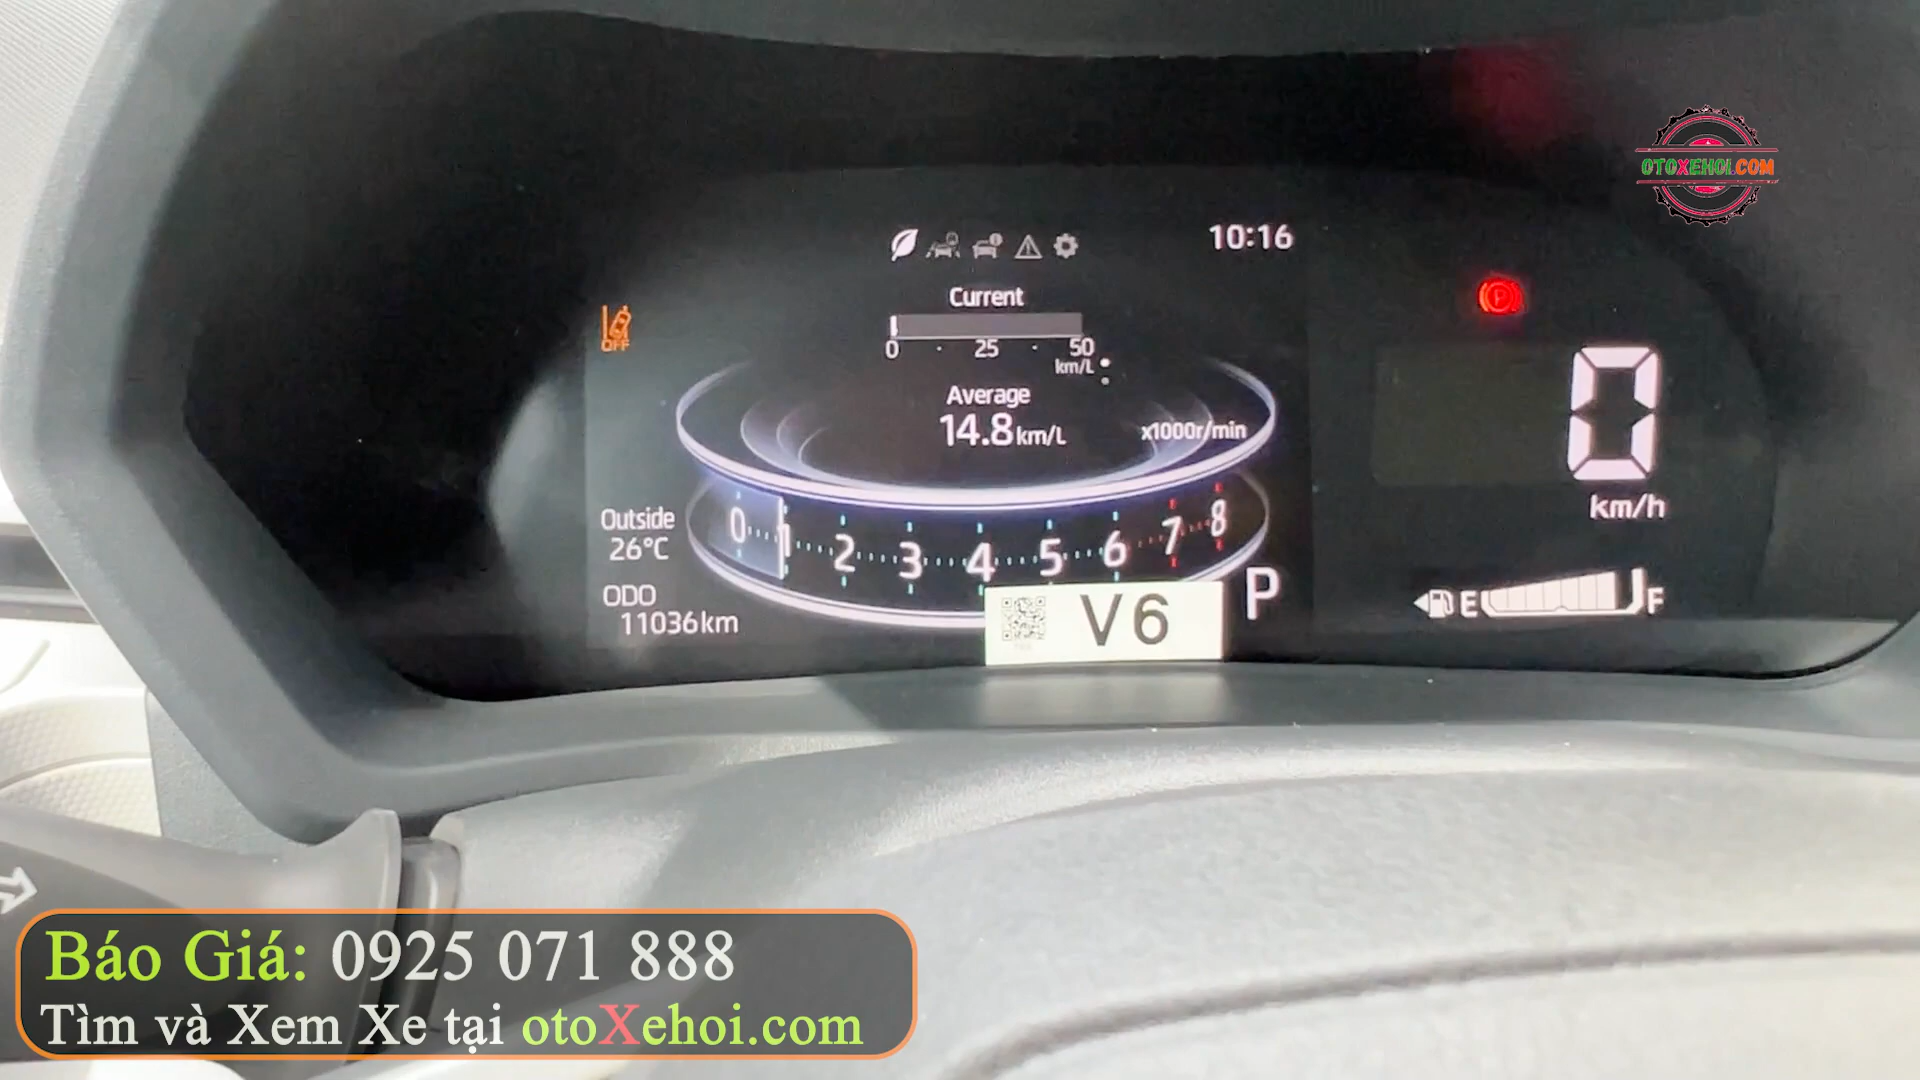 OTOXEHOI.COM
10:16
Current
0 25 50
km/L
OFF
Average
14.8 km/L
x1000r/min
0
km/h
Outside
26°C
0 1 2 3 4 5 6 7 8
ODO
11036km
V6
P
E F
Báo Giá: 0925 071 888
Tìm và Xem Xe tại otoXehoi.com